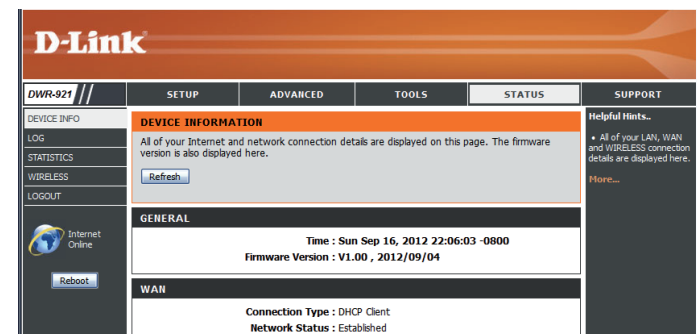 D-Link
DWR-921
SETUP
ADVANCED
TOOLS
STATUS
SUPPORT
DEVICE INFO
LOG
STATISTICS
WIRELESS
LOGOUT
Internet
Online
Reboot
DEVICE INFORMATION
All of your Internet and network connection details are displayed on this page. The firmware
version is also displayed here.
Refresh
GENERAL
Time : Sun Sep 16, 2012 22:06:03 -0800
Firmware Version : V1.00 , 2012/09/04
WAN
Connection Type : DHCP Client
Network Status : Established
Helpful Hints..
• All of your LAN, WAN
and WIRELESS connection
details are displayed here.
More...